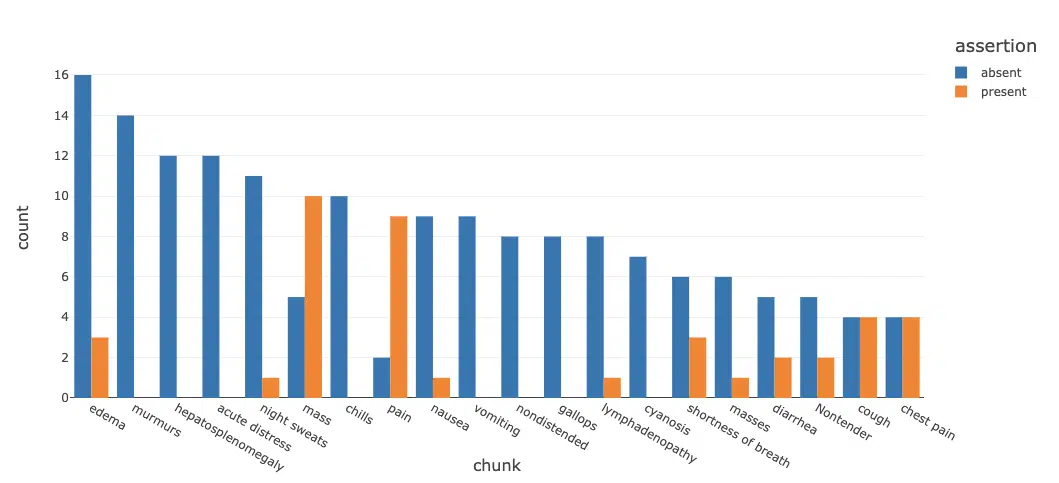 assertion
absent
present
16
14
12
10
8
6
4
2
0
count
edema
murmurs
hepatosplenomegaly
acute distress
night sweats
mass
chills
pain
nausea
vomiting
nondistended
gallops
lymphadenopathy
cyanosis
shortness of breath
masses
diarrhea
Nontender
cough
chest pain
chunk